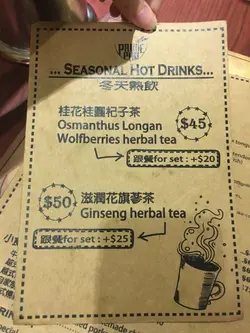 ... SEASONAL HOT DRINKS...
冬天熱飲
桂花桂圓杞子茶
Osmanthus Longan
Wolfberries herbal tea
$45
跟餐for set : +$20
$50
滋潤花旗蔘茶
Ginseng herbal tea
跟餐for set : +$25